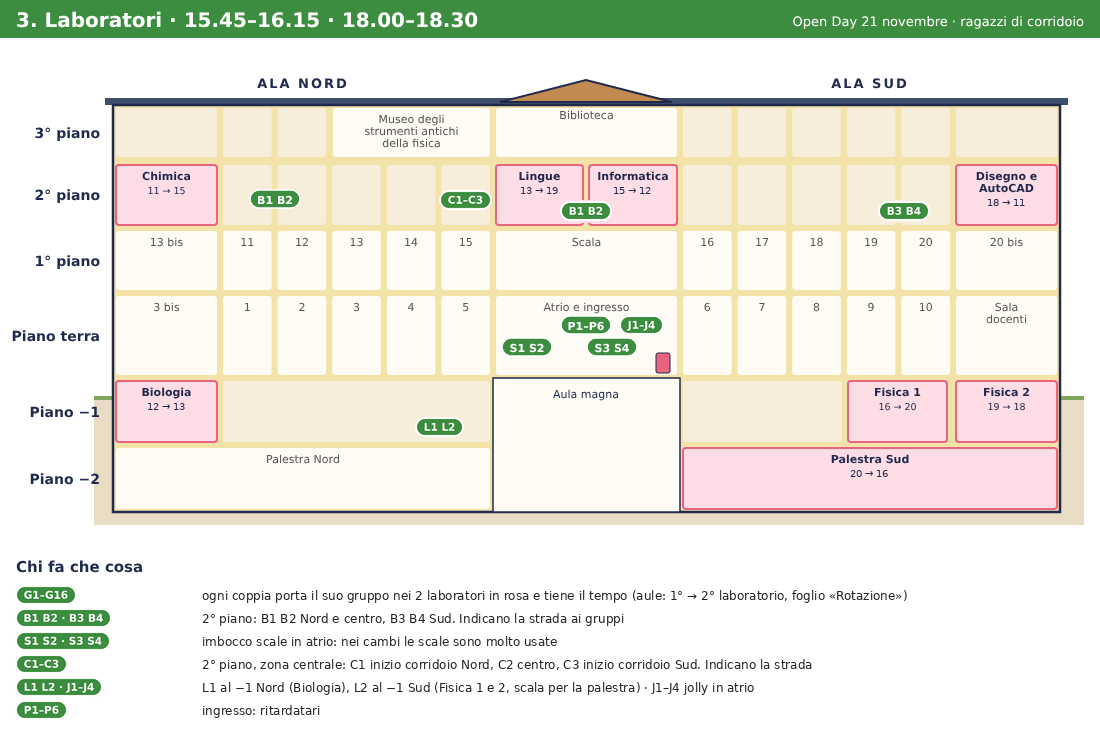 3. Laboratori · 15.45–16.15 · 18.00–18.30
Open Day 21 novembre · ragazzi di corridoio
ALA NORD
ALA SUD
3° piano
Museo degli
strumenti antichi
della fisica
Biblioteca
2° piano
Chimica
11 → 15
B1 B2
C1–C3
Lingue
13 → 19
Informatica
15 → 12
B1 B2
B3 B4
Disegno e
AutoCAD
18 → 11
1° piano
13 bis
11
12
13
14
15
Scala
16
17
18
19
20
20 bis
Piano terra
3 bis
1
2
3
4
5
Atrio e ingresso
P1–P6
J1–J4
S1 S2
S3 S4
6
7
8
9
10
Sala
docenti
Piano −1
Biologia
12 → 13
L1 L2
Aula magna
Fisica 1
16 → 20
Fisica 2
19 → 18
Piano −2
Palestra Nord
Palestra Sud
20 → 16
Chi fa che cosa
G1–G16 ogni coppia porta il suo gruppo nei 2 laboratori in rosa e tiene il tempo (aule: 1° → 2° laboratorio, foglio «Rotazione»)
B1 B2 · B3 B4 2° piano: B1 B2 Nord e centro, B3 B4 Sud. Indicano la strada ai gruppi
S1 S2 · S3 S4 imbocco scale in atrio: nei cambi le scale sono molto usate
C1–C3 2° piano, zona centrale: C1 inizio corridoio Nord, C2 centro, C3 inizio corridoio Sud. Indicano la strada
L1 L2 · J1–J4 L1 al −1 Nord (Biologia), L2 al −1 Sud (Fisica 1 e 2, scala per la palestra) · J1–J4 jolly in atrio
P1–P6 ingresso: ritardatari